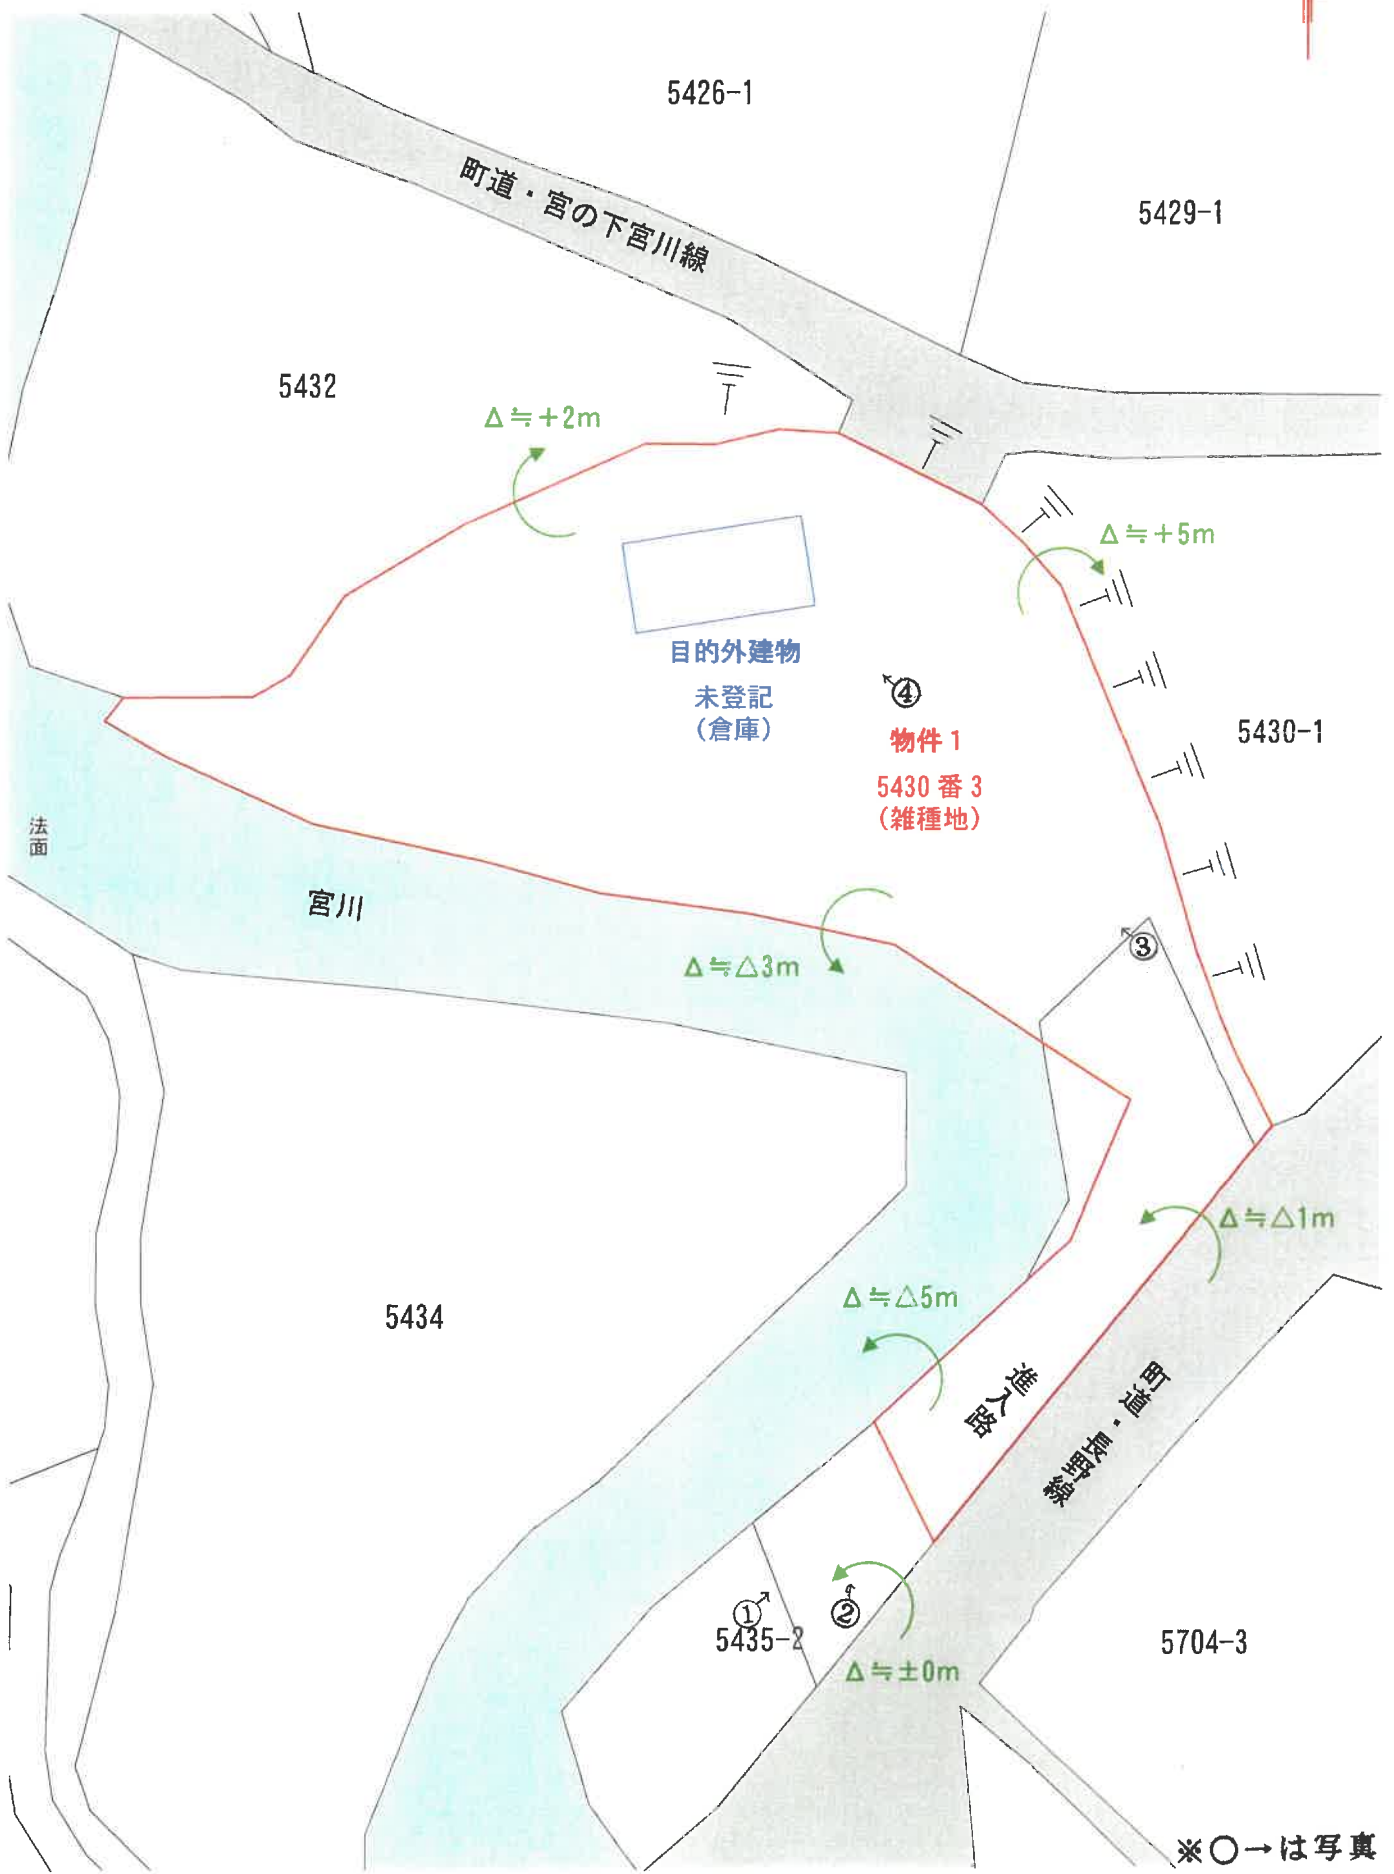 5426-1
町道・宮の下宮川線
5429-1
5432
Δ≒+2m
Δ≒+5m
目的外建物
未登記
(倉庫)
④
物件1
5430番3
(雑種地)
5430-1
法面
宮川
③
Δ≒△3m
Δ≒△1m
Δ≒△5m
5434
進入路
町道・長野線
①
②
5435-2
5704-3
Δ≒±0m
※○→は写真